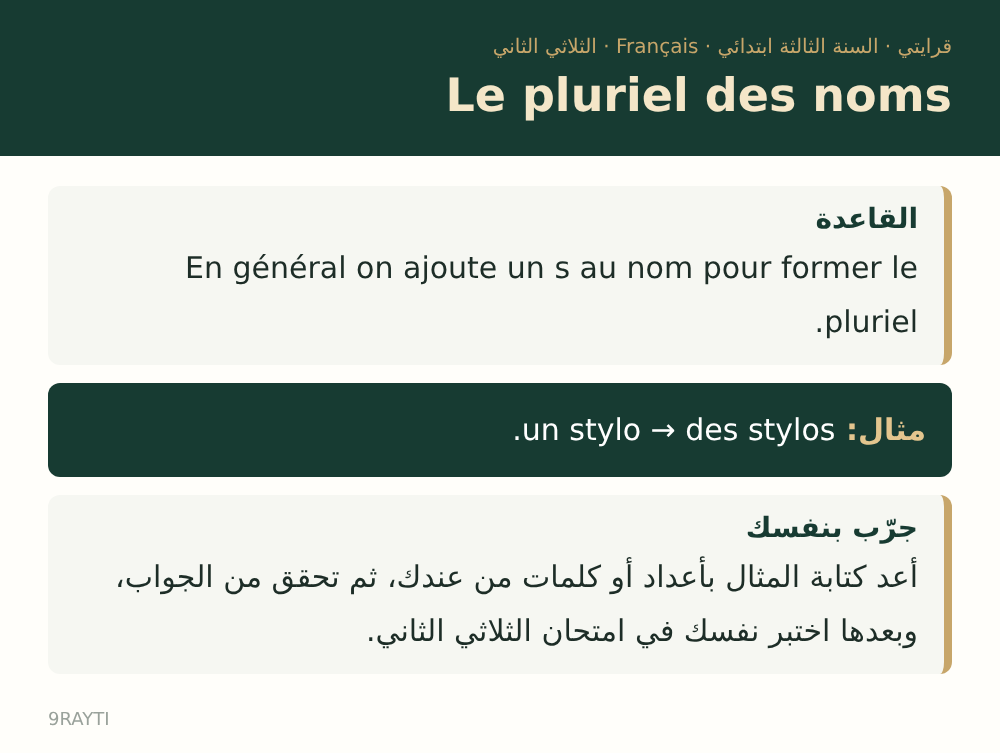 قرايتي · السنة الثالثة ابتدائي · Français · الثلاثي الثاني
Le pluriel des noms
القاعدة
En général on ajoute un s au nom pour former le
pluriel.
مثال: un stylo → des stylos.
جرّب بنفسك
أعد كتابة المثال بأعداد أو كلمات من عندك، ثم تحقق من الجواب،
وبعدها اختبر نفسك في امتحان الثلاثي الثاني.
9RAYTI